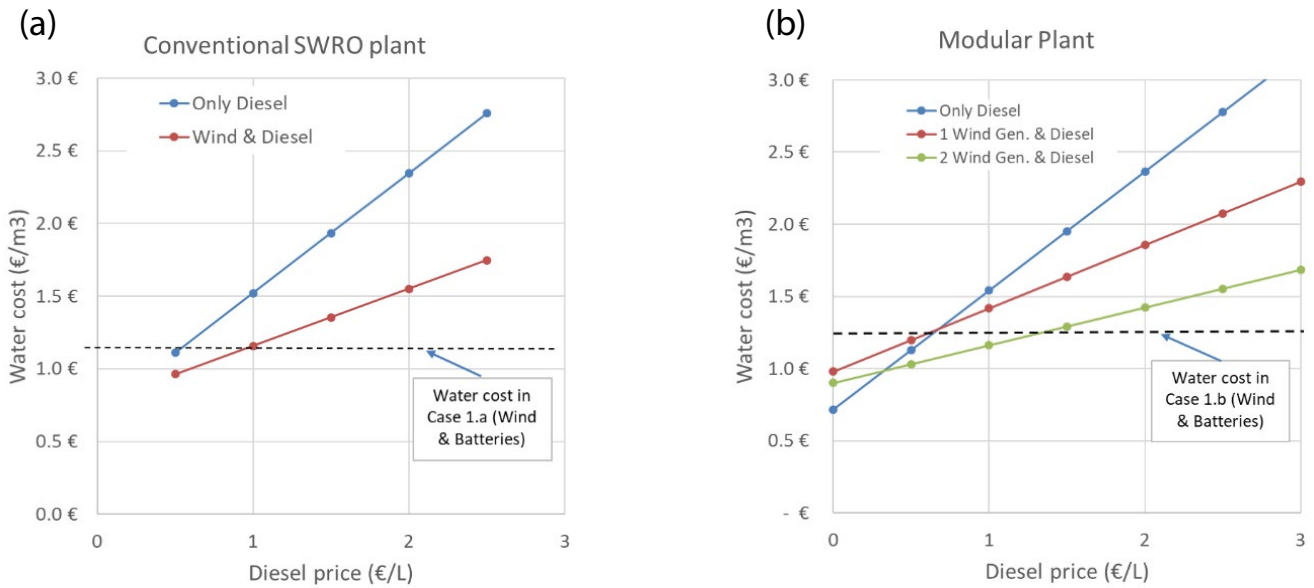 (a)
Conventional SWRO plant
3.0 €
2.5 €
2.0 €
1.5 €
1.0 €
0.5 €
0.0 €
Water cost (€/m3)
Only Diesel
Wind & Diesel
Water cost in
Case 1.a (Wind
& Batteries)
0 1 2 3
Diesel price (€/L)
(b)
Modular Plant
3.0 €
2.5 €
2.0 €
1.5 €
1.0 €
0.5 €
- €
Water cost (€/m3)
Only Diesel
1 Wind Gen. & Diesel
2 Wind Gen. & Diesel
Water cost in
Case 1.b (Wind
& Batteries)
0 1 2 3
Diesel price (€/L)